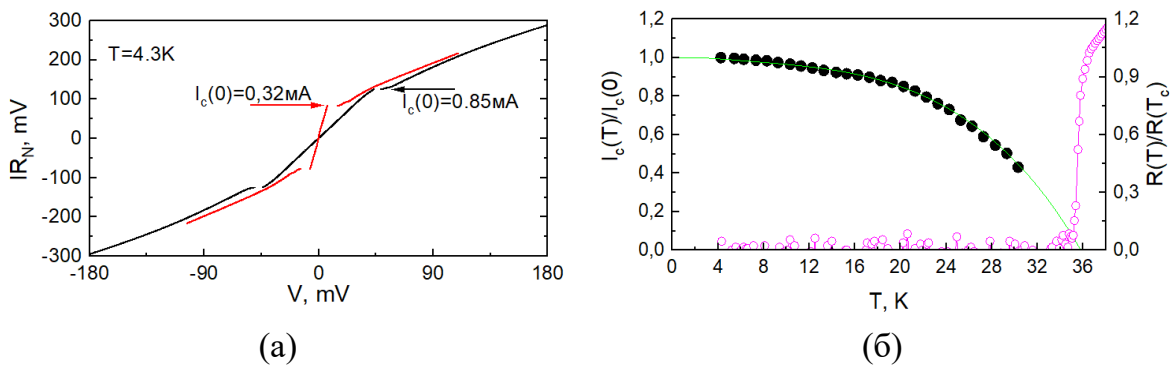 300
200
100
0
-100
-200
-300
IR_N, mV
T=4.3K
I_c(0)=0,32мА
I_c(0)=0.85мА
-180 -90 0 90 180
V, mV
(а)
1,2
1,0
0,8
0,6
0,4
0,2
0,0
I_c(T)/I_c(0)
0 4 8 12 16 20 24 28 32 36
T, K
1,2
0,9
0,6
0,3
0,0
R(T)/R(T_c)
(б)